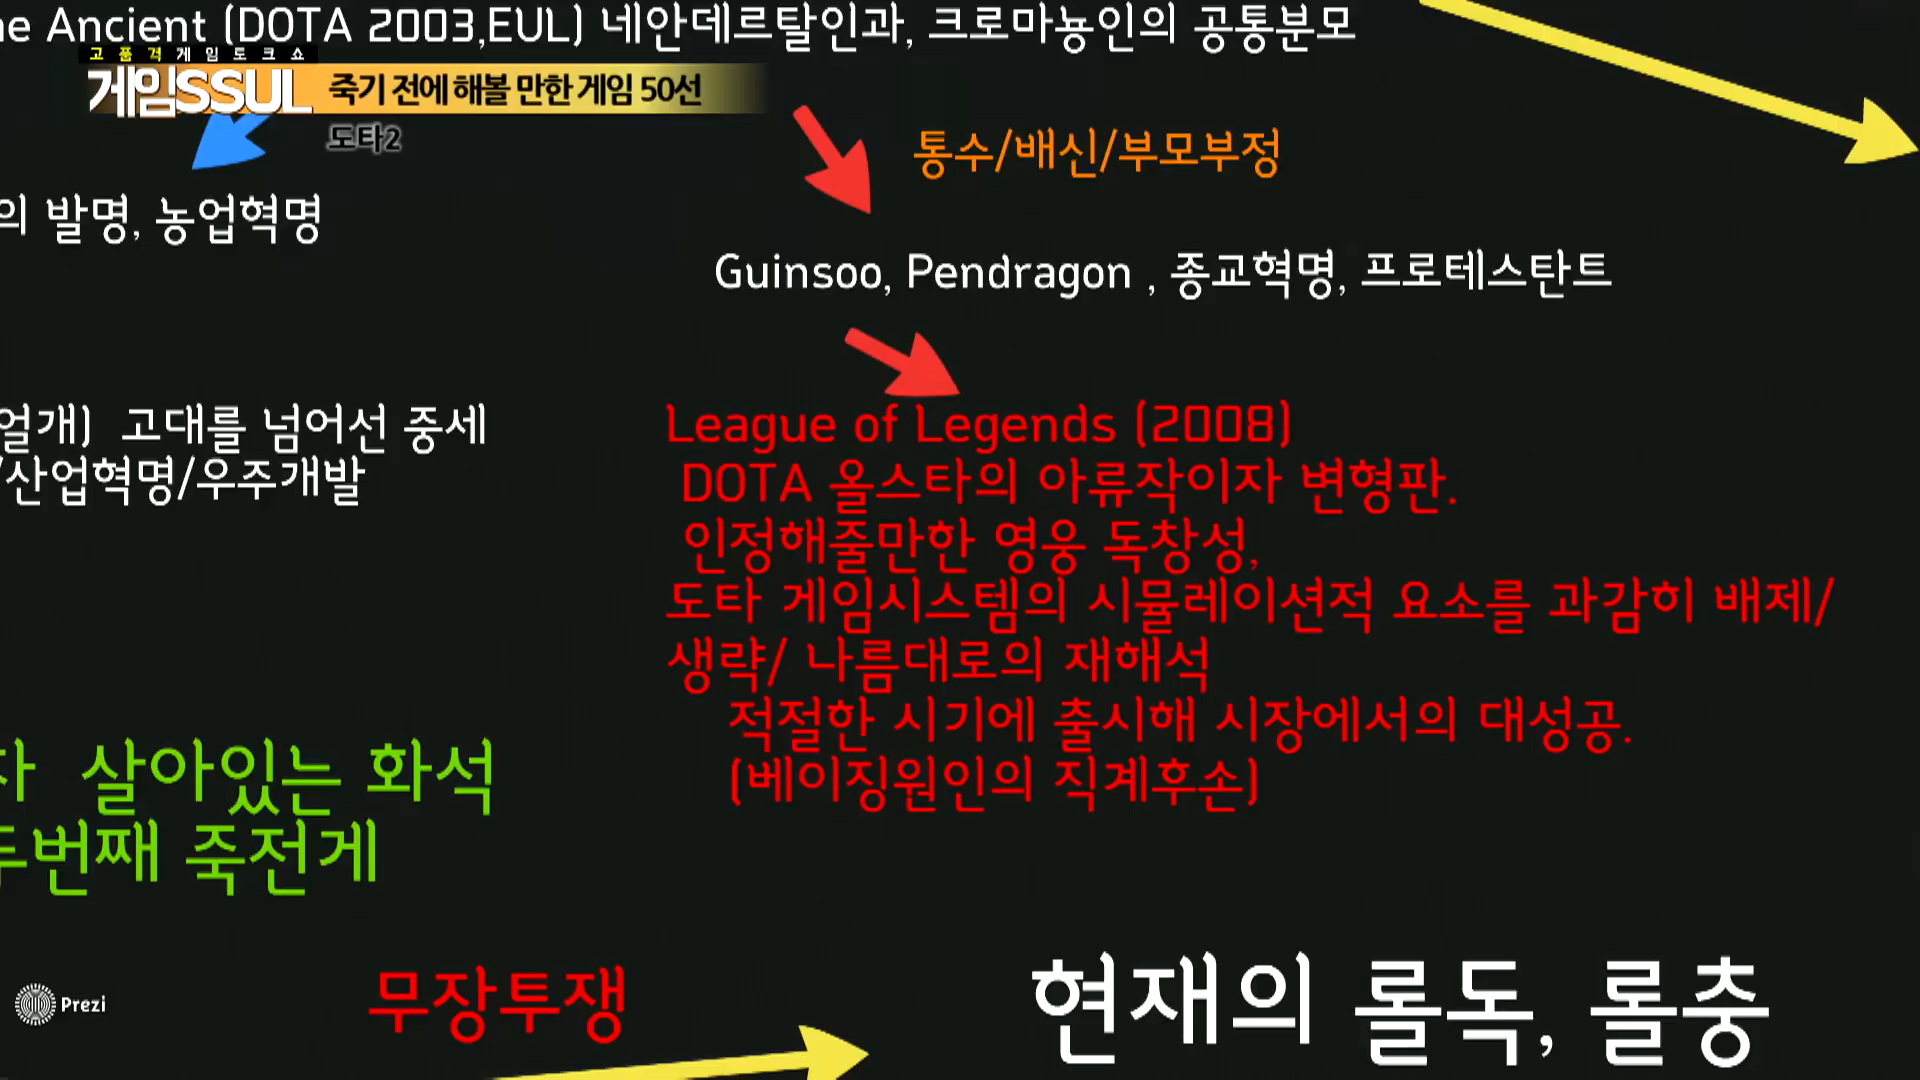 he Ancient (DOTA 2003,EUL) 네안데르탈인과, 크로마뇽인의 공통분모
고품격게임토크쇼
게임SSUL 죽기 전에 해볼 만한 게임 50선
도타2
통수/배신/부모부정
의 발명, 농업혁명
Guinsoo, Pendragon , 종교혁명, 프로테스탄트
얼개) 고대를 넘어선 중세
/산업혁명/우주개발
League of Legends (2008)
DOTA 올스타의 아류작이자 변형판.
인정해줄만한 영웅 독창성,
도타 게임시스템의 시뮬레이션적 요소를 과감히 배제/
생략/ 나름대로의 재해석
적절한 시기에 출시해 시장에서의 대성공.
(베이징원인의 직계후손)
자 살아있는 화석
두번째 죽전게
무장투쟁
현재의 롤독, 롤충
Prezi